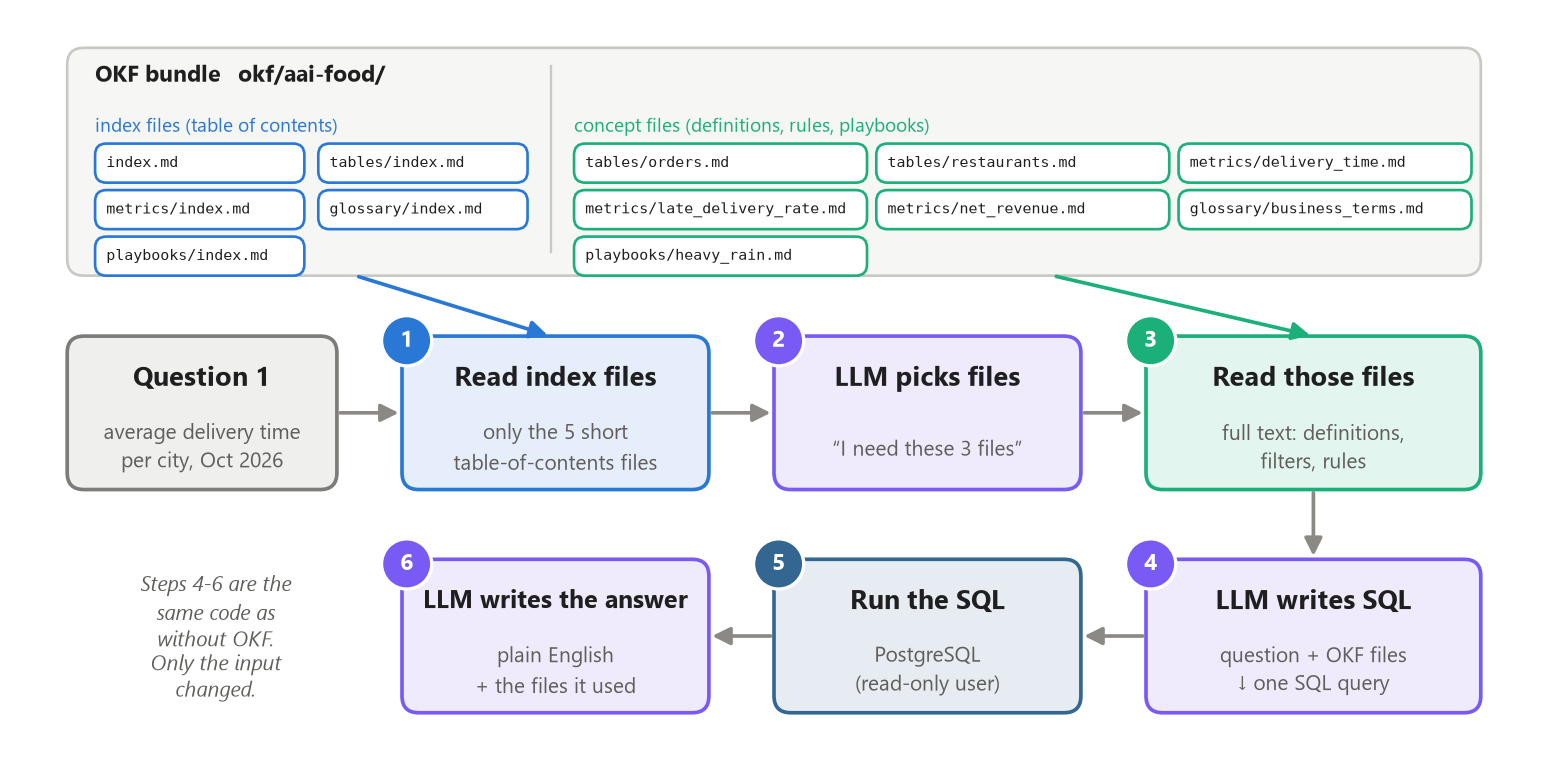 OKF bundle okf/aai-food/
index files (table of contents)
index.md
tables/index.md
metrics/index.md
glossary/index.md
playbooks/index.md
concept files (definitions, rules, playbooks)
tables/orders.md
tables/restaurants.md
metrics/delivery_time.md
metrics/late_delivery_rate.md
metrics/net_revenue.md
glossary/business_terms.md
playbooks/heavy_rain.md
Question 1
average delivery time
per city, Oct 2026
1
Read index files
only the 5 short
table-of-contents files
2
LLM picks files
“I need these 3 files”
3
Read those files
full text: definitions,
filters, rules
4
LLM writes SQL
question + OKF files
↓ one SQL query
5
Run the SQL
PostgreSQL
(read-only user)
6
LLM writes the answer
plain English
+ the files it used
Steps 4-6 are the
same code as
without OKF.
Only the input
changed.